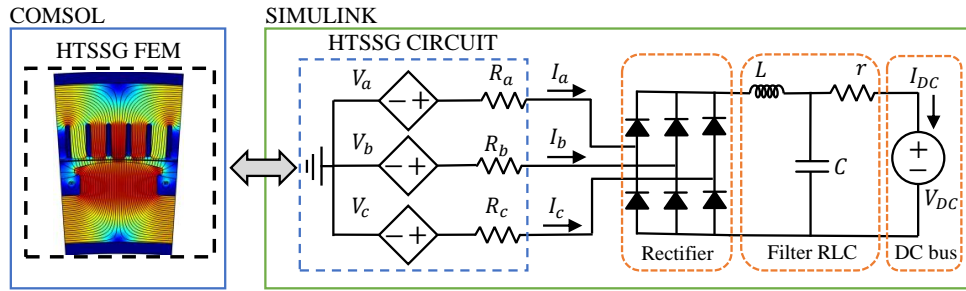 COMSOL
SIMULINK
HTSSG FEM
HTSSG CIRCUIT
V_a
R_a
I_a
V_b
R_b
I_b
V_c
R_c
I_c
L
r
I_DC
C
V_DC
Rectifier
Filter RLC
DC bus